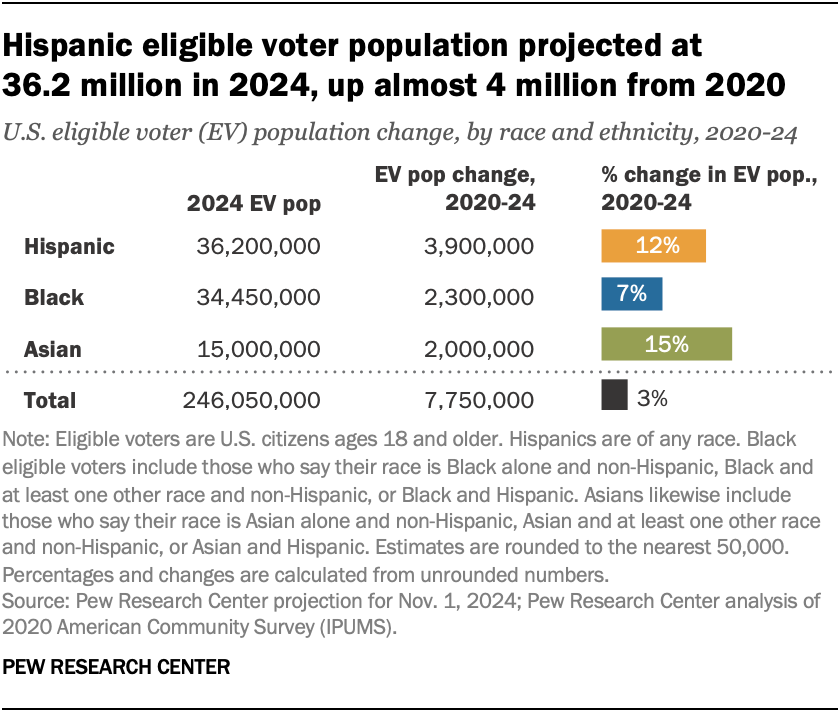 Hispanic eligible voter population projected at
36.2 million in 2024, up almost 4 million from 2020
U.S. eligible voter (EV) population change, by race and ethnicity, 2020-24
2024 EV pop
EV pop change,
2020-24
% change in EV pop.,
2020-24
Hispanic 36,200,000 3,900,000 12%
Black 34,450,000 2,300,000 7%
Asian 15,000,000 2,000,000 15%
Total 246,050,000 7,750,000 3%
Note: Eligible voters are U.S. citizens ages 18 and older. Hispanics are of any race. Black
eligible voters include those who say their race is Black alone and non-Hispanic, Black and
at least one other race and non-Hispanic, or Black and Hispanic. Asians likewise include
those who say their race is Asian alone and non-Hispanic, Asian and at least one other race
and non-Hispanic, or Asian and Hispanic. Estimates are rounded to the nearest 50,000.
Percentages and changes are calculated from unrounded numbers.
Source: Pew Research Center projection for Nov. 1, 2024; Pew Research Center analysis of
2020 American Community Survey (IPUMS).
PEW RESEARCH CENTER